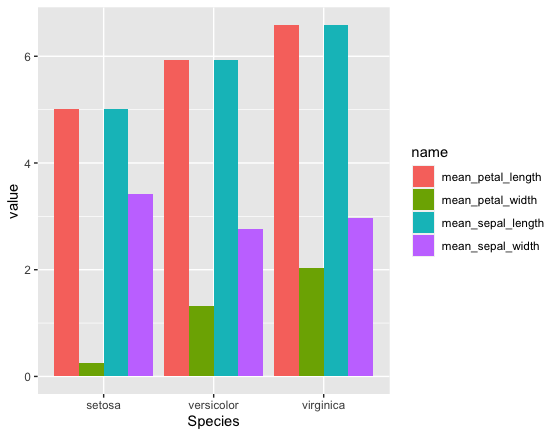 6
4
2
0
value
setosa versicolor virginica
Species
name
mean_petal_length
mean_petal_width
mean_sepal_length
mean_sepal_width